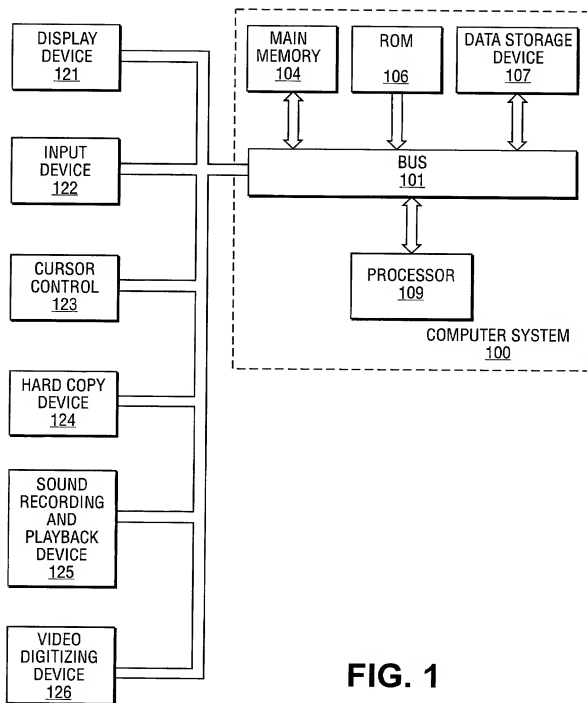 DISPLAY
DEVICE
121
INPUT
DEVICE
122
CURSOR
CONTROL
123
HARD COPY
DEVICE
124
SOUND
RECORDING
AND
PLAYBACK
DEVICE
125
VIDEO
DIGITIZING
DEVICE
126
MAIN
MEMORY
104
ROM
106
DATA STORAGE
DEVICE
107
BUS
101
PROCESSOR
109
COMPUTER SYSTEM
100
FIG. 1